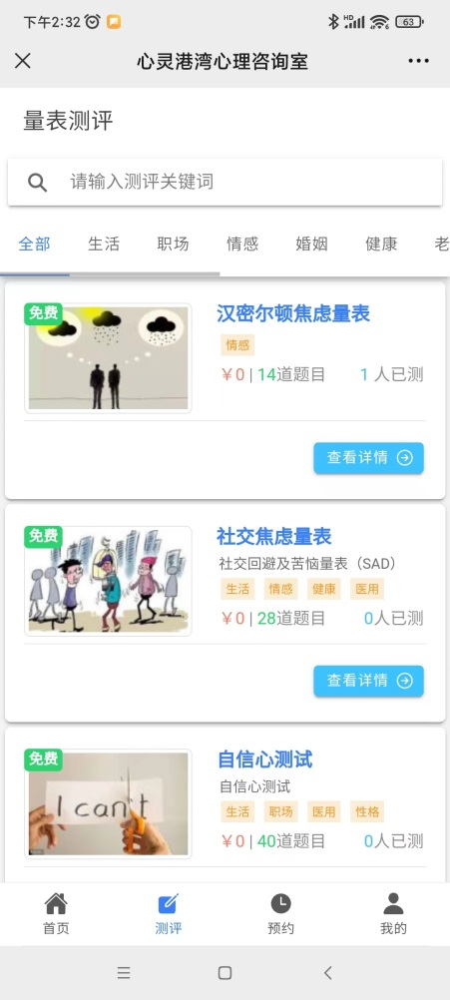 下午2:32
HD
63
心灵港湾心理咨询室
量表测评
请输入测评关键词
全部 生活 职场 情感 婚姻 健康 老
免费
汉密尔顿焦虑量表
情感
￥0 | 14道题目 1 人已测
查看详情
免费
社交焦虑量表
社交回避及苦恼量表（SAD）
生活 情感 健康 医用
￥0 | 28道题目 0人已测
查看详情
免费
I can't
自信心测试
自信心测试
生活 职场 医用 性格
￥0 | 40道题目 0人已测
首页 测评 预约 我的